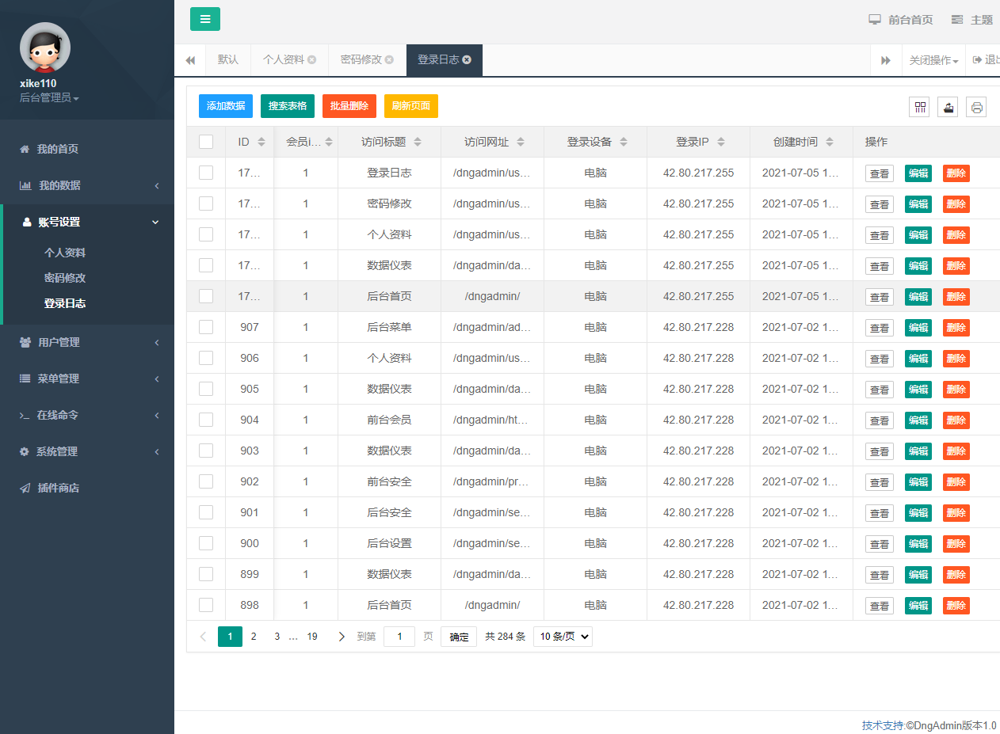 前台首页 主题
xike110
后台管理员
默认 个人资料 密码修改 登录日志 关闭操作 退出
我的首页
我的数据
账号设置
个人资料
密码修改
登录日志
用户管理
菜单管理
在线命令
系统管理
插件商店
添加数据 搜索表格 批量删除 刷新页面
ID 会员i... 访问标题 访问网址 登录设备 登录IP 创建时间 操作
17... 1 登录日志 /dngadmin/us... 电脑 42.80.217.255 2021-07-05 1... 查看 编辑 删除
17... 1 密码修改 /dngadmin/us... 电脑 42.80.217.255 2021-07-05 1... 查看 编辑 删除
17... 1 个人资料 /dngadmin/us... 电脑 42.80.217.255 2021-07-05 1... 查看 编辑 删除
17... 1 数据仪表 /dngadmin/da... 电脑 42.80.217.255 2021-07-05 1... 查看 编辑 删除
17... 1 后台首页 /dngadmin/ 电脑 42.80.217.255 2021-07-05 1... 查看 编辑 删除
907 1 后台菜单 /dngadmin/ad... 电脑 42.80.217.228 2021-07-02 1... 查看 编辑 删除
906 1 个人资料 /dngadmin/us... 电脑 42.80.217.228 2021-07-02 1... 查看 编辑 删除
905 1 数据仪表 /dngadmin/da... 电脑 42.80.217.228 2021-07-02 1... 查看 编辑 删除
904 1 前台会员 /dngadmin/ht... 电脑 42.80.217.228 2021-07-02 1... 查看 编辑 删除
903 1 数据仪表 /dngadmin/da... 电脑 42.80.217.228 2021-07-02 1... 查看 编辑 删除
902 1 前台安全 /dngadmin/pr... 电脑 42.80.217.228 2021-07-02 1... 查看 编辑 删除
901 1 后台安全 /dngadmin/se... 电脑 42.80.217.228 2021-07-02 1... 查看 编辑 删除
900 1 后台设置 /dngadmin/se... 电脑 42.80.217.228 2021-07-02 1... 查看 编辑 删除
899 1 数据仪表 /dngadmin/da... 电脑 42.80.217.228 2021-07-02 1... 查看 编辑 删除
898 1 后台首页 /dngadmin/ 电脑 42.80.217.228 2021-07-02 1... 查看 编辑 删除
1 2 3 ... 19 到第 1 页 确定 共 284 条 10 条/页
技术支持:©DngAdmin版本1.0